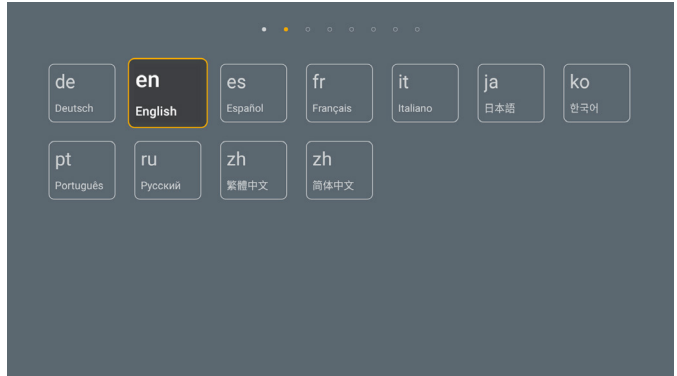 de
Deutsch
en
English
es
Español
fr
Français
it
Italiano
ja
日本語
ko
한국어
pt
Português
ru
Русский
zh
繁體中文
zh
简体中文